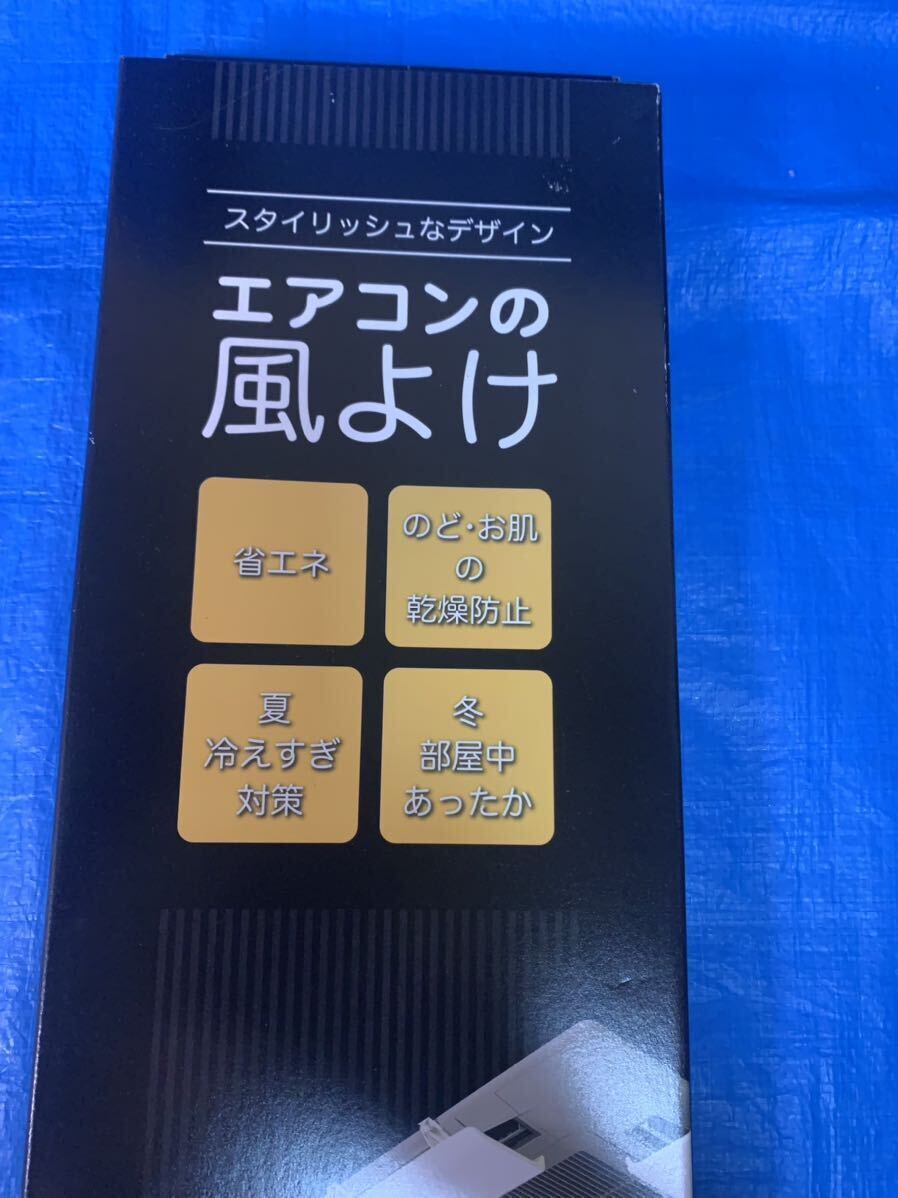 スタイリッシュなデザイン
エアコンの
風よけ
省エネ
のど・お肌
の
乾燥防止
夏
冷えすぎ
対策
冬
部屋中
あったか